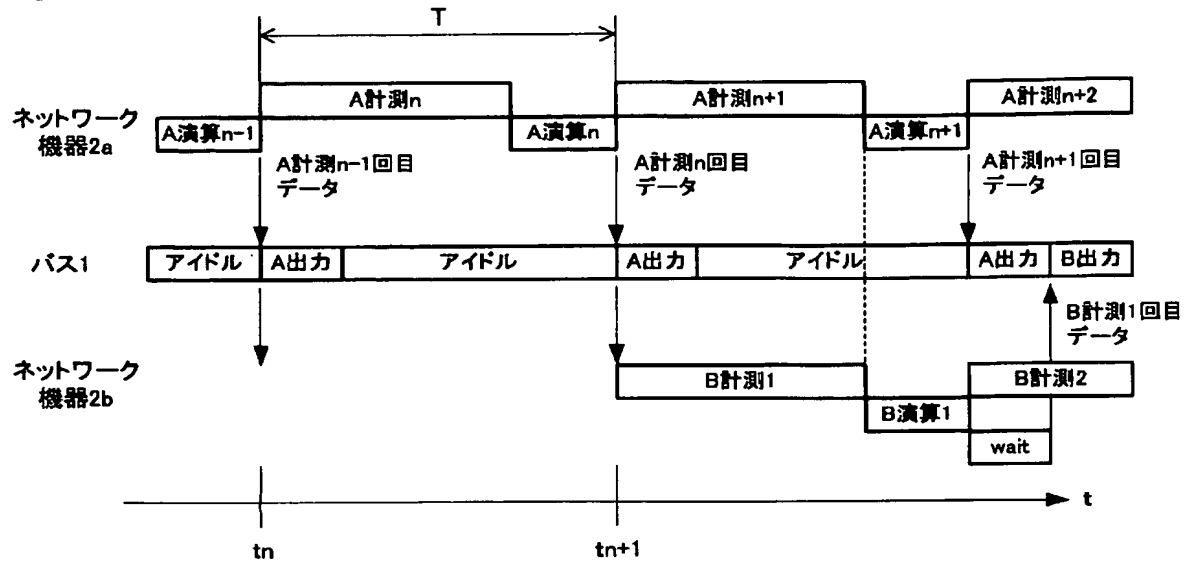 T
ネットワーク
機器2a
A計測n
A計測n+1
A計測n+2
A演算n-1
A演算n
A演算n+1
A計測n-1回目
データ
A計測n回目
データ
A計測n+1回目
データ
バス1
アイドル
A出力
アイドル
A出力
アイドル
A出力
B出力
B計測1回目
データ
ネットワーク
機器2b
B計測1
B計測2
B演算1
wait
t
tn
tn+1